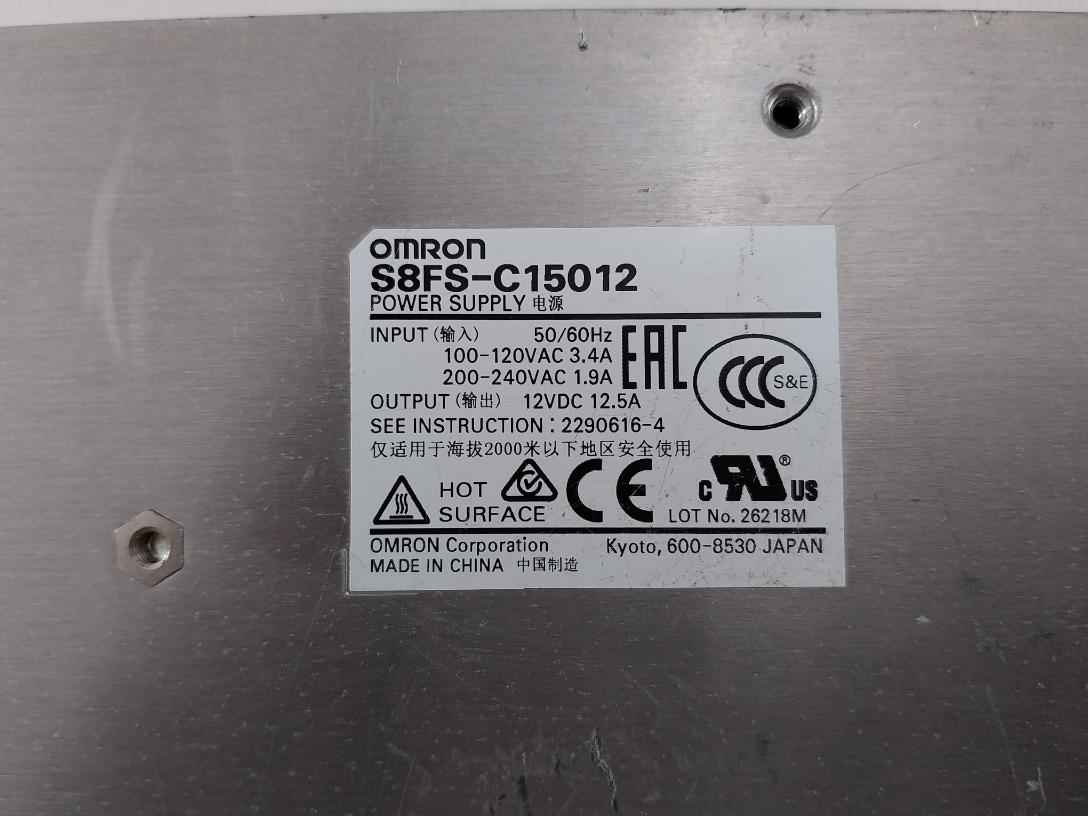 OMRON
S8FS-C15012
POWER SUPPLY 电源
INPUT (输入) 50/60Hz
100-120VAC 3.4A
200-240VAC 1.9A
EAC
CCC S&E
OUTPUT (输出) 12VDC 12.5A
SEE INSTRUCTION : 2290616-4
仅适用于海拔2000米以下地区安全使用
HOT
SURFACE
CE
c RU® US
LOT No. 26218M
OMRON Corporation Kyoto, 600-8530 JAPAN
MADE IN CHINA 中国制造